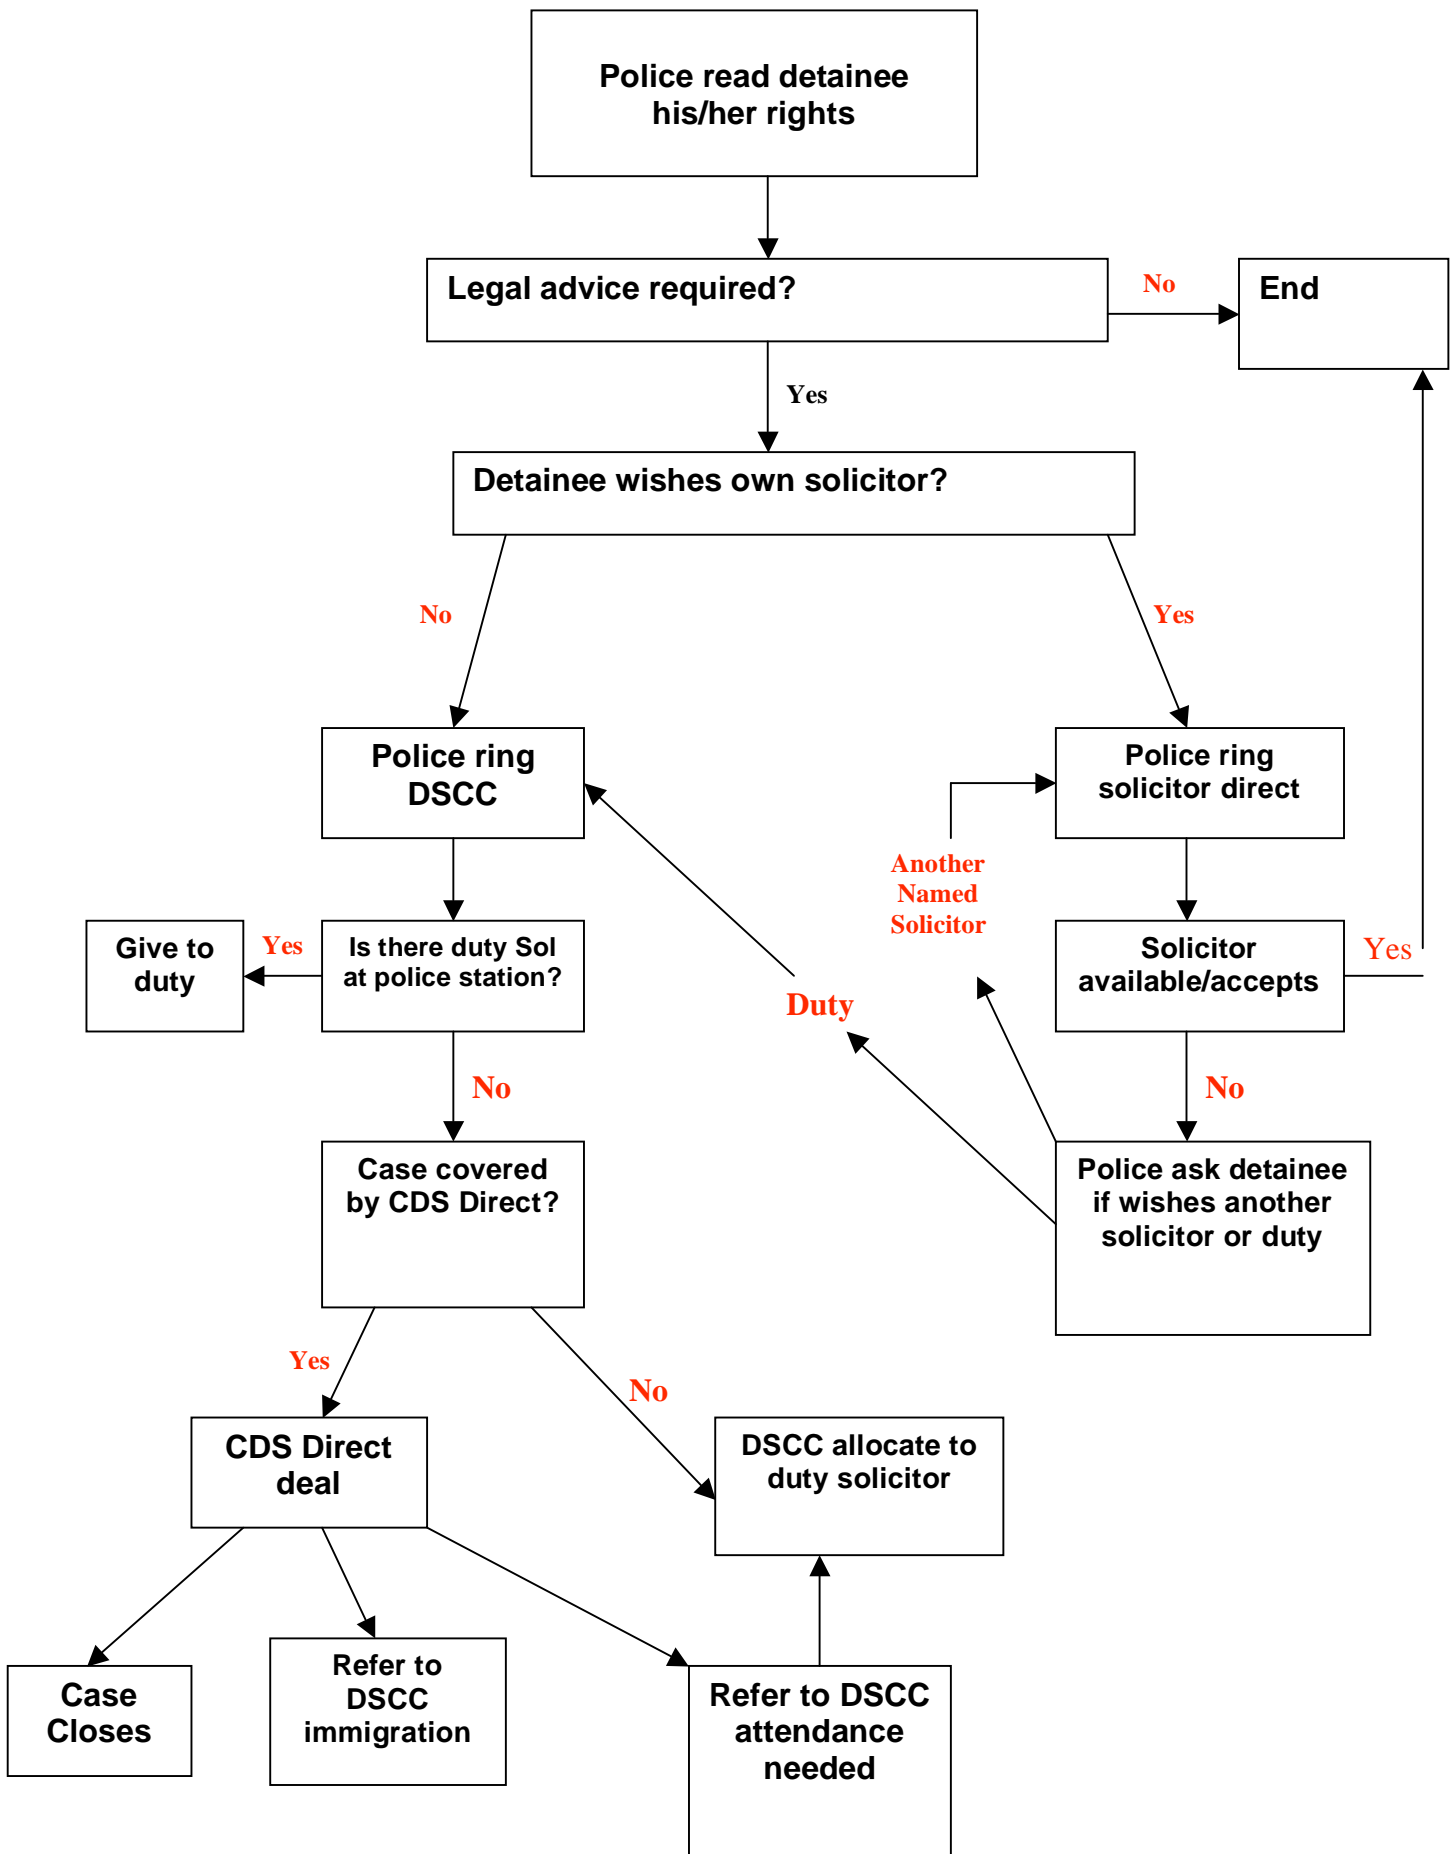 Police read detainee
his/her rights
Legal advice required?
No
End
Yes
Detainee wishes own solicitor?
No
Yes
Police ring
DSCC
Police ring
solicitor direct
Another
Named
Solicitor
Give to
duty
Yes
Is there duty Sol
at police station?
Solicitor
available/accepts
Yes
Duty
No
No
Case covered
by CDS Direct?
Police ask detainee
if wishes another
solicitor or duty
Yes
No
CDS Direct
deal
DSCC allocate to
duty solicitor
Case
Closes
Refer to
DSCC
immigration
Refer to DSCC
attendance
needed